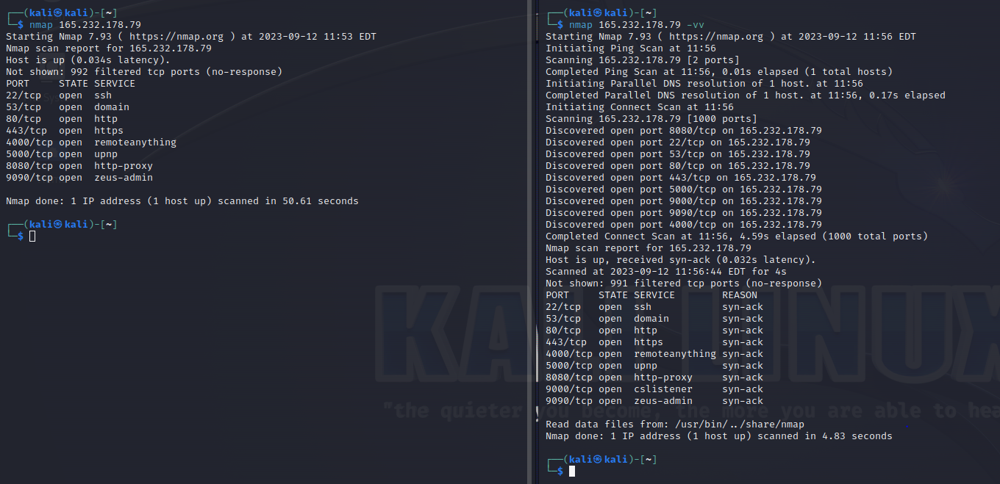 ┌──(kali㉿kali)-[~]
└─$ nmap 165.232.178.79
Starting Nmap 7.93 ( https://nmap.org ) at 2023-09-12 11:53 EDT
Nmap scan report for 165.232.178.79
Host is up (0.034s latency).
Not shown: 992 filtered tcp ports (no-response)
PORT     STATE SERVICE
22/tcp   open  ssh
53/tcp   open  domain
80/tcp   open  http
443/tcp  open  https
4000/tcp open  remoteanything
5000/tcp open  upnp
8080/tcp open  http-proxy
9090/tcp open  zeus-admin
Nmap done: 1 IP address (1 host up) scanned in 50.61 seconds
┌──(kali㉿kali)-[~]
└─$
┌──(kali㉿kali)-[~]
└─$ nmap 165.232.178.79 -vv
Starting Nmap 7.93 ( https://nmap.org ) at 2023-09-12 11:56 EDT
Initiating Ping Scan at 11:56
Scanning 165.232.178.79 [2 ports]
Completed Ping Scan at 11:56, 0.01s elapsed (1 total hosts)
Initiating Parallel DNS resolution of 1 host. at 11:56
Completed Parallel DNS resolution of 1 host. at 11:56, 0.17s elapsed
Initiating Connect Scan at 11:56
Scanning 165.232.178.79 [1000 ports]
Discovered open port 8080/tcp on 165.232.178.79
Discovered open port 22/tcp on 165.232.178.79
Discovered open port 53/tcp on 165.232.178.79
Discovered open port 80/tcp on 165.232.178.79
Discovered open port 443/tcp on 165.232.178.79
Discovered open port 5000/tcp on 165.232.178.79
Discovered open port 9000/tcp on 165.232.178.79
Discovered open port 9090/tcp on 165.232.178.79
Discovered open port 4000/tcp on 165.232.178.79
Completed Connect Scan at 11:56, 4.59s elapsed (1000 total ports)
Nmap scan report for 165.232.178.79
Host is up, received syn-ack (0.032s latency).
Scanned at 2023-09-12 11:56:44 EDT for 4s
Not shown: 991 filtered tcp ports (no-response)
PORT     STATE SERVICE        REASON
22/tcp   open  ssh            syn-ack
53/tcp   open  domain         syn-ack
80/tcp   open  http           syn-ack
443/tcp  open  https          syn-ack
4000/tcp open  remoteanything syn-ack
5000/tcp open  upnp           syn-ack
8080/tcp open  http-proxy     syn-ack
9000/tcp open  cslistener     syn-ack
9090/tcp open  zeus-admin     syn-ack
Read data files from: /usr/bin/../share/nmap
Nmap done: 1 IP address (1 host up) scanned in 4.83 seconds
┌──(kali㉿kali)-[~]
└─$
KALI LINUX
"the quieter you become, the more you are able to hea